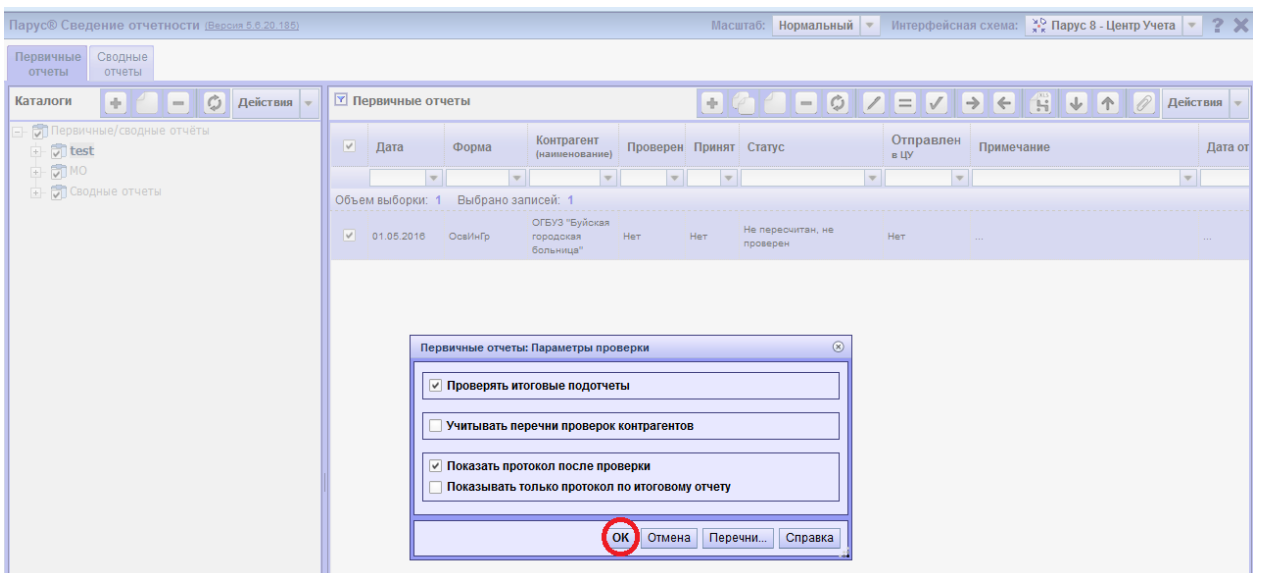 Парус® Сведение отчетности (Версия 5.6.20.185) Масштаб: Нормальный Интерфейсная схема: Парус 8 - Центр Учета
Первичные отчеты
Сводные отчеты
Каталоги Действия
Первичные/сводные отчёты
test
МО
Сводные отчеты
Первичные отчеты Действия
Дата Форма Контрагент (наименование) Проверен Принят Статус Отправлен в ЦУ Примечание Дата от
Объем выборки: 1 Выбрано записей: 1
01.05.2016 ОсвИнГр ОГБУЗ "Буйская городская больница" Нет Нет Не пересчитан, не проверен Нет ... ...
Первичные отчеты: Параметры проверки
Проверять итоговые подотчеты
Учитывать перечни проверок контрагентов
Показать протокол после проверки
Показывать только протокол по итоговому отчету
OK Отмена Перечни... Справка